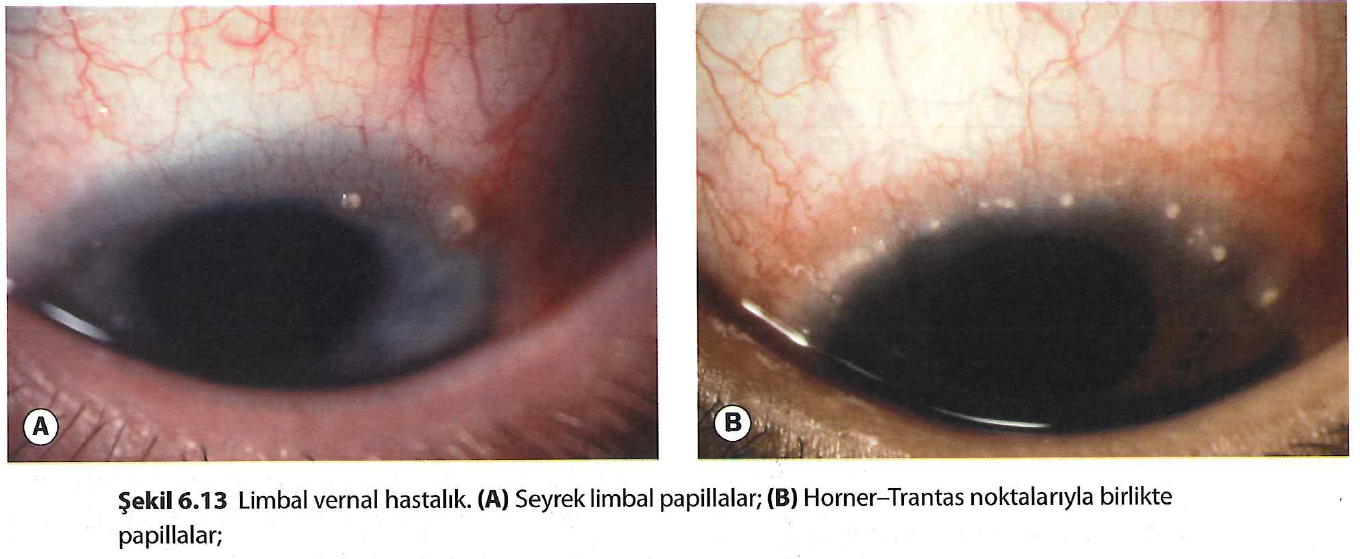 A
B
Şekil 6.13 Limbal vernal hastalık. (A) Seyrek limbal papillalar; (B) Horner–Trantas noktalarıyla birlikte
papillalar;